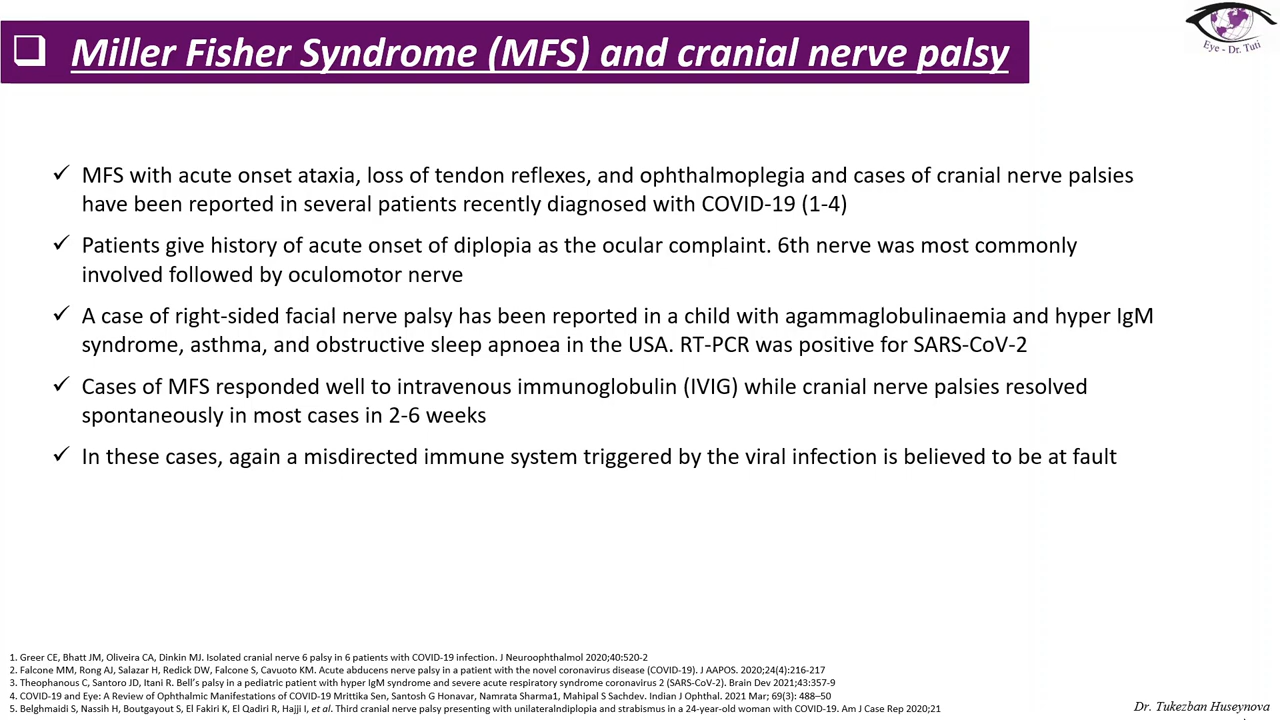 Eye - Dr. Tuti
❑ Miller Fisher Syndrome (MFS) and cranial nerve palsy
✓ MFS with acute onset ataxia, loss of tendon reflexes, and ophthalmoplegia and cases of cranial nerve palsies
have been reported in several patients recently diagnosed with COVID-19 (1-4)
✓ Patients give history of acute onset of diplopia as the ocular complaint. 6th nerve was most commonly
involved followed by oculomotor nerve
✓ A case of right-sided facial nerve palsy has been reported in a child with agammaglobulinaemia and hyper IgM
syndrome, asthma, and obstructive sleep apnoea in the USA. RT-PCR was positive for SARS-CoV-2
✓ Cases of MFS responded well to intravenous immunoglobulin (IVIG) while cranial nerve palsies resolved
spontaneously in most cases in 2-6 weeks
✓ In these cases, again a misdirected immune system triggered by the viral infection is believed to be at fault
1. Greer CE, Bhatt JM, Oliveira CA, Dinkin MJ. Isolated cranial nerve 6 palsy in 6 patients with COVID-19 infection. J Neuroophthalmol 2020;40:520-2
2. Falcone MM, Rong AJ, Salazar H, Redick DW, Falcone S, Cavuoto KM. Acute abducens nerve palsy in a patient with the novel coronavirus disease (COVID-19). J AAPOS. 2020;24(4):216-217
3. Theophanous C, Santoro JD, Itani R. Bell's palsy in a pediatric patient with hyper IgM syndrome and severe acute respiratory syndrome coronavirus 2 (SARS-CoV-2). Brain Dev 2021;43:357-9
4. COVID-19 and Eye: A Review of Ophthalmic Manifestations of COVID-19 Mrittika Sen, Santosh G Honavar, Namrata Sharma1, Mahipal S Sachdev. Indian J Ophthal. 2021 Mar; 69(3): 488–50
5. Belghmaidi S, Nassih H, Boutgayout S, El Fakiri K, El Qadiri R, Hajji I, et al. Third cranial nerve palsy presenting with unilateralndiplopia and strabismus in a 24-year-old woman with COVID-19. Am J Case Rep 2020;21
Dr. Tukezban Huseynova